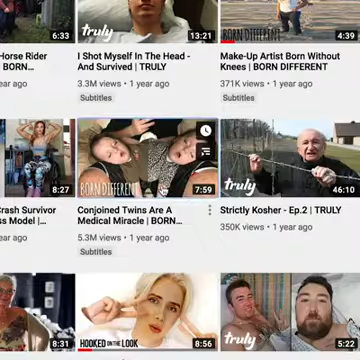 6:33
truly
13:21
BORN DIFFERENT
4:39
Horse Rider
| BORN...
ear ago
I Shot Myself In The Head -
And Survived | TRULY
3.3M views • 1 year ago
Subtitles
Make-Up Artist Born Without
Knees | BORN DIFFERENT
371K views • 1 year ago
Subtitles
8:27
BORN DIFFERENT
7:59
truly
46:10
rash Survivor
ss Model |...
ear ago
Conjoined Twins Are A
Medical Miracle | BORN...
5.3M views • 1 year ago
Subtitles
Strictly Kosher - Ep.2 | TRULY
350K views • 1 year ago
8:31
HOOKED ON THE LOOK
8:56
truly
5:22